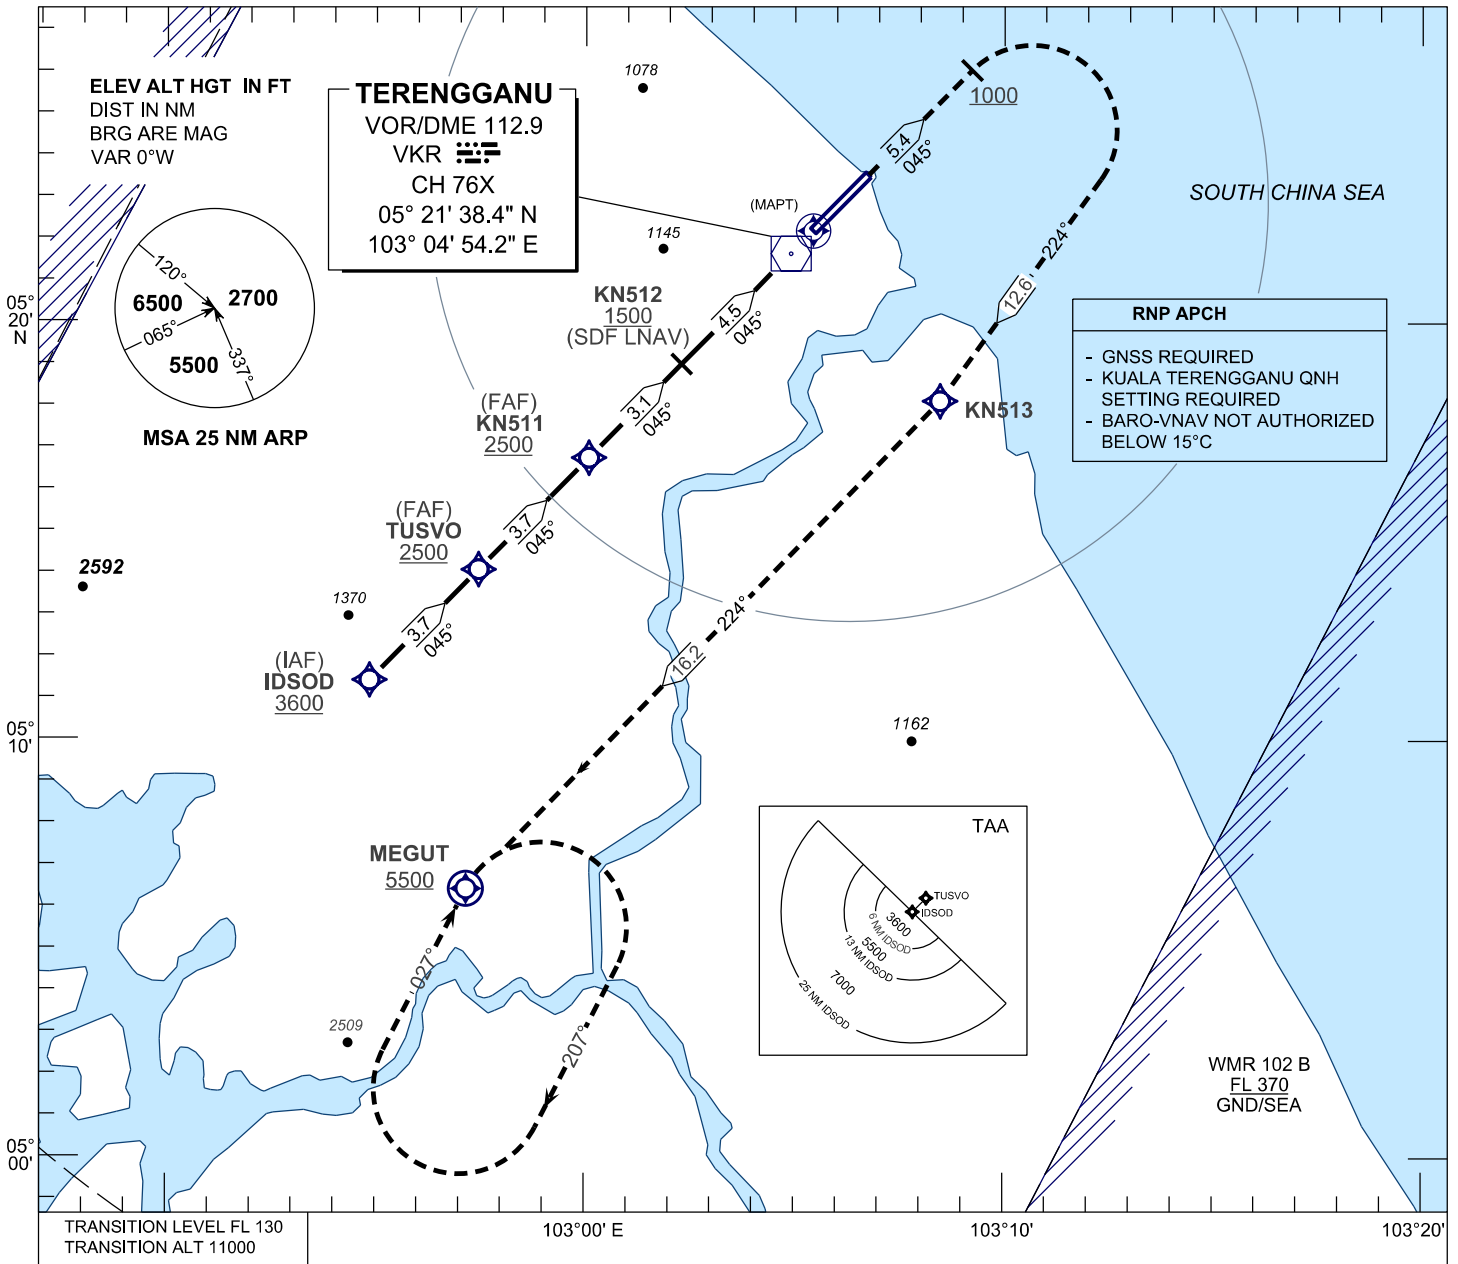 ELEV ALT HGT IN FT
DIST IN NM
BRG ARE MAG
VAR 0°W
TERENGGANU
VOR/DME 112.9
VKR
CH 76X
05° 21' 38.4" N
103° 04' 54.2" E
1078
1000
5.4
045°
SOUTH CHINA SEA
(MAPT)
1145
120°
6500
2700
065°
5500
337°
MSA 25 NM ARP
05°
20'
N
KN512
1500
(SDF LNAV)
4.5
045°
224°
12.6
RNP APCH
- GNSS REQUIRED
- KUALA TERENGGANU QNH
SETTING REQUIRED
- BARO-VNAV NOT AUTHORIZED
BELOW 15°C
(FAF)
KN511
2500
3.1
045°
KN513
(FAF)
TUSVO
2500
3.7
045°
2592
1370
3.7
045°
224°
16.2
(IAF)
IDSOD
3600
05°
10'
1162
MEGUT
5500
TAA
TUSVO
IDSOD
3600
6 NM IDSOD
5500
13 NM IDSOD
7000
25 NM IDSOD
027°
207°
2509
WMR 102 B
FL 370
GND/SEA
05°
00'
TRANSITION LEVEL FL 130
TRANSITION ALT 11000
103°00' E
103°10'
103°20'